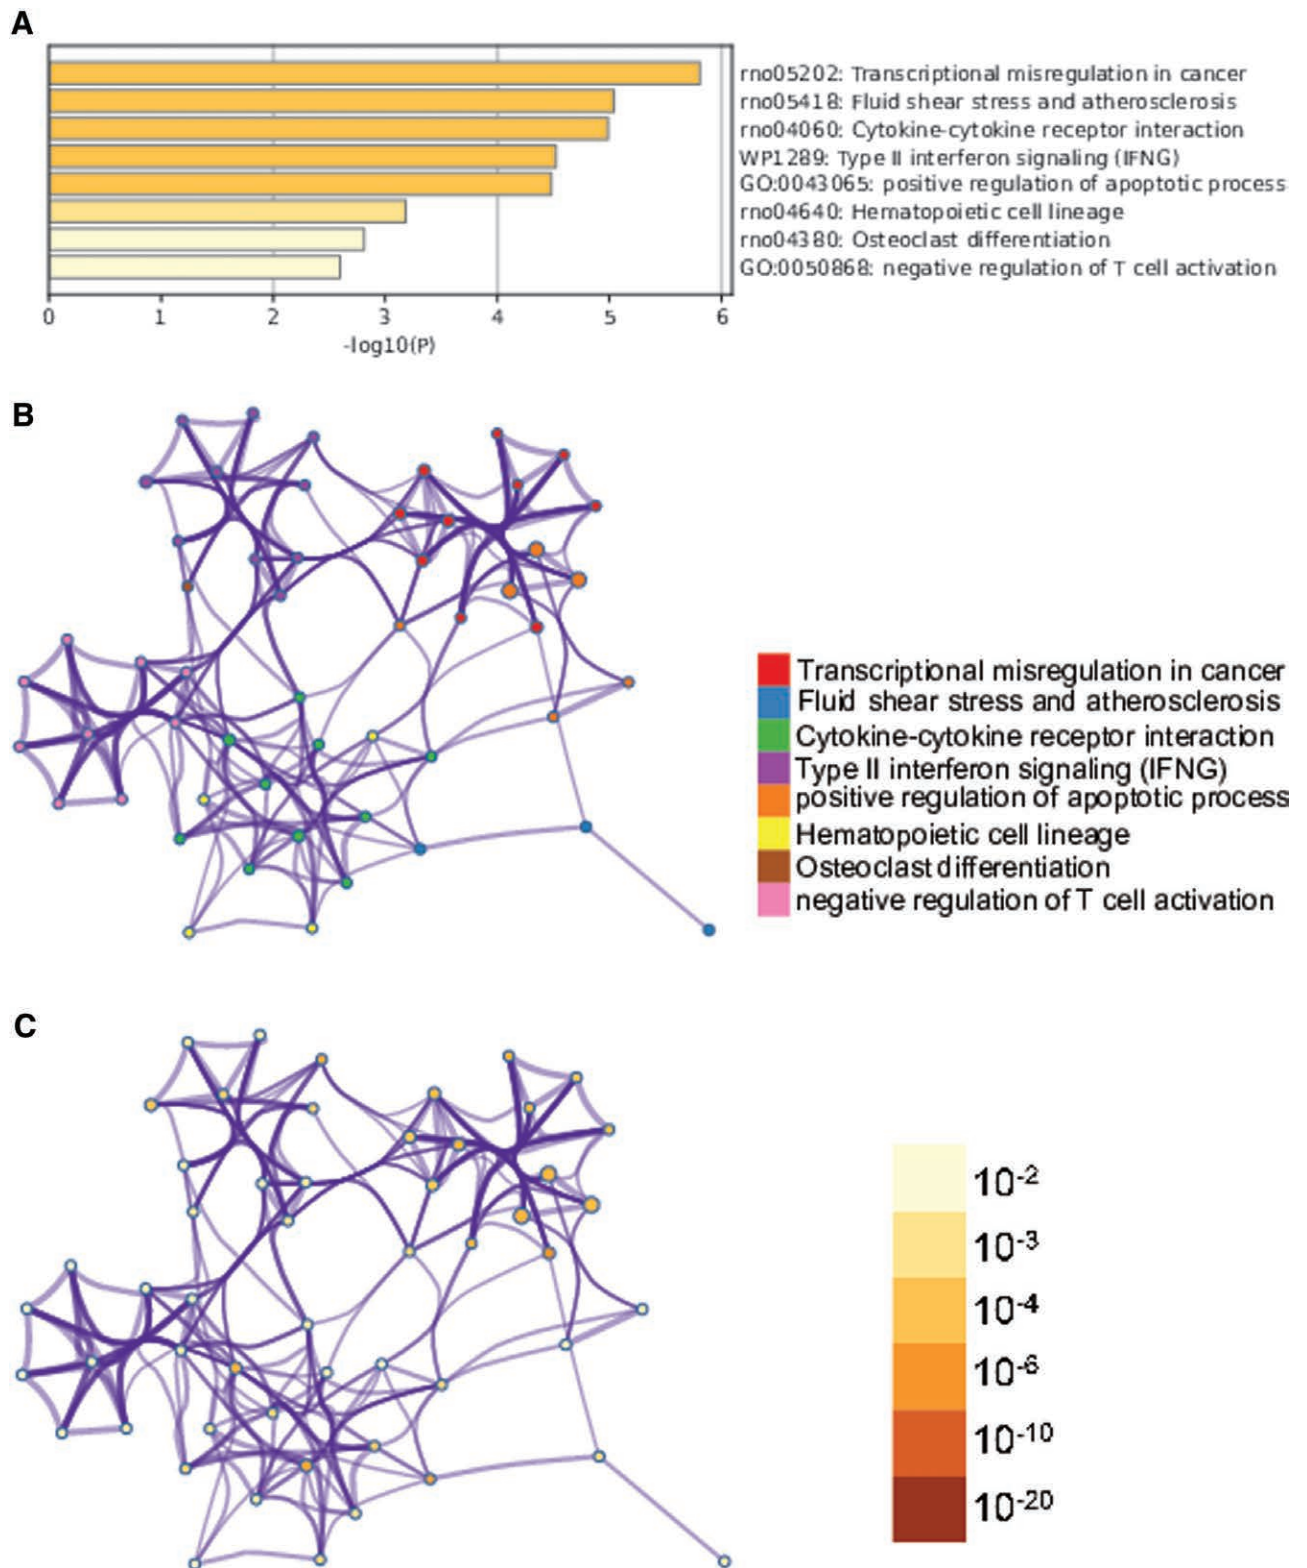 A
rno05202: Transcriptional misregulation in cancer
rno05418: Fluid shear stress and atherosclerosis
rno04060: Cytokine-cytokine receptor interaction
WP1289: Type II interferon signaling (IFNG)
GO:0043065: positive regulation of apoptotic process
rno04640: Hematopoietic cell lineage
rno04380: Osteoclast differentiation
GO:0050868: negative regulation of T cell activation
0 1 2 3 4 5 6
-log10(P)
B
Transcriptional misregulation in cancer
Fluid shear stress and atherosclerosis
Cytokine-cytokine receptor interaction
Type II interferon signaling (IFNG)
positive regulation of apoptotic process
Hematopoietic cell lineage
Osteoclast differentiation
negative regulation of T cell activation
C
10-2
10-3
10-4
10-6
10-10
10-20